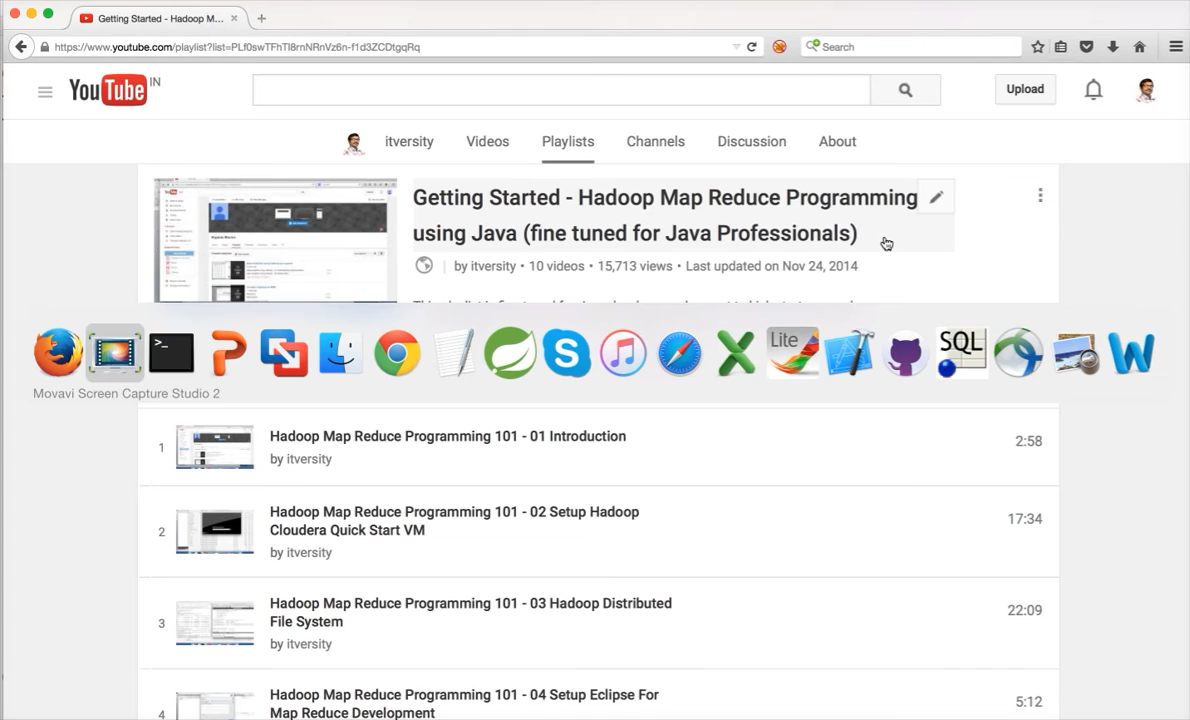 Getting Started - Hadoop M...
https://www.youtube.com/playlist?list=PLf0swTFhTI8rnNRnVz6n-f1d3ZCDtgqRq
Search
YouTube IN
Upload
itversity Videos Playlists Channels Discussion About
Getting Started - Hadoop Map Reduce Programming
using Java (fine tuned for Java Professionals)
by itversity • 10 videos • 15,713 views • Last updated on Nov 24, 2014
>_
Lite
SQL
Movavi Screen Capture Studio 2
1 Hadoop Map Reduce Programming 101 - 01 Introduction 2:58
by itversity
Hadoop Map Reduce Programming 101 - 02 Setup Hadoop
2 Cloudera Quick Start VM 17:34
by itversity
Hadoop Map Reduce Programming 101 - 03 Hadoop Distributed
3 File System 22:09
by itversity
Hadoop Map Reduce Programming 101 - 04 Setup Eclipse For
4 Map Reduce Development 5:12